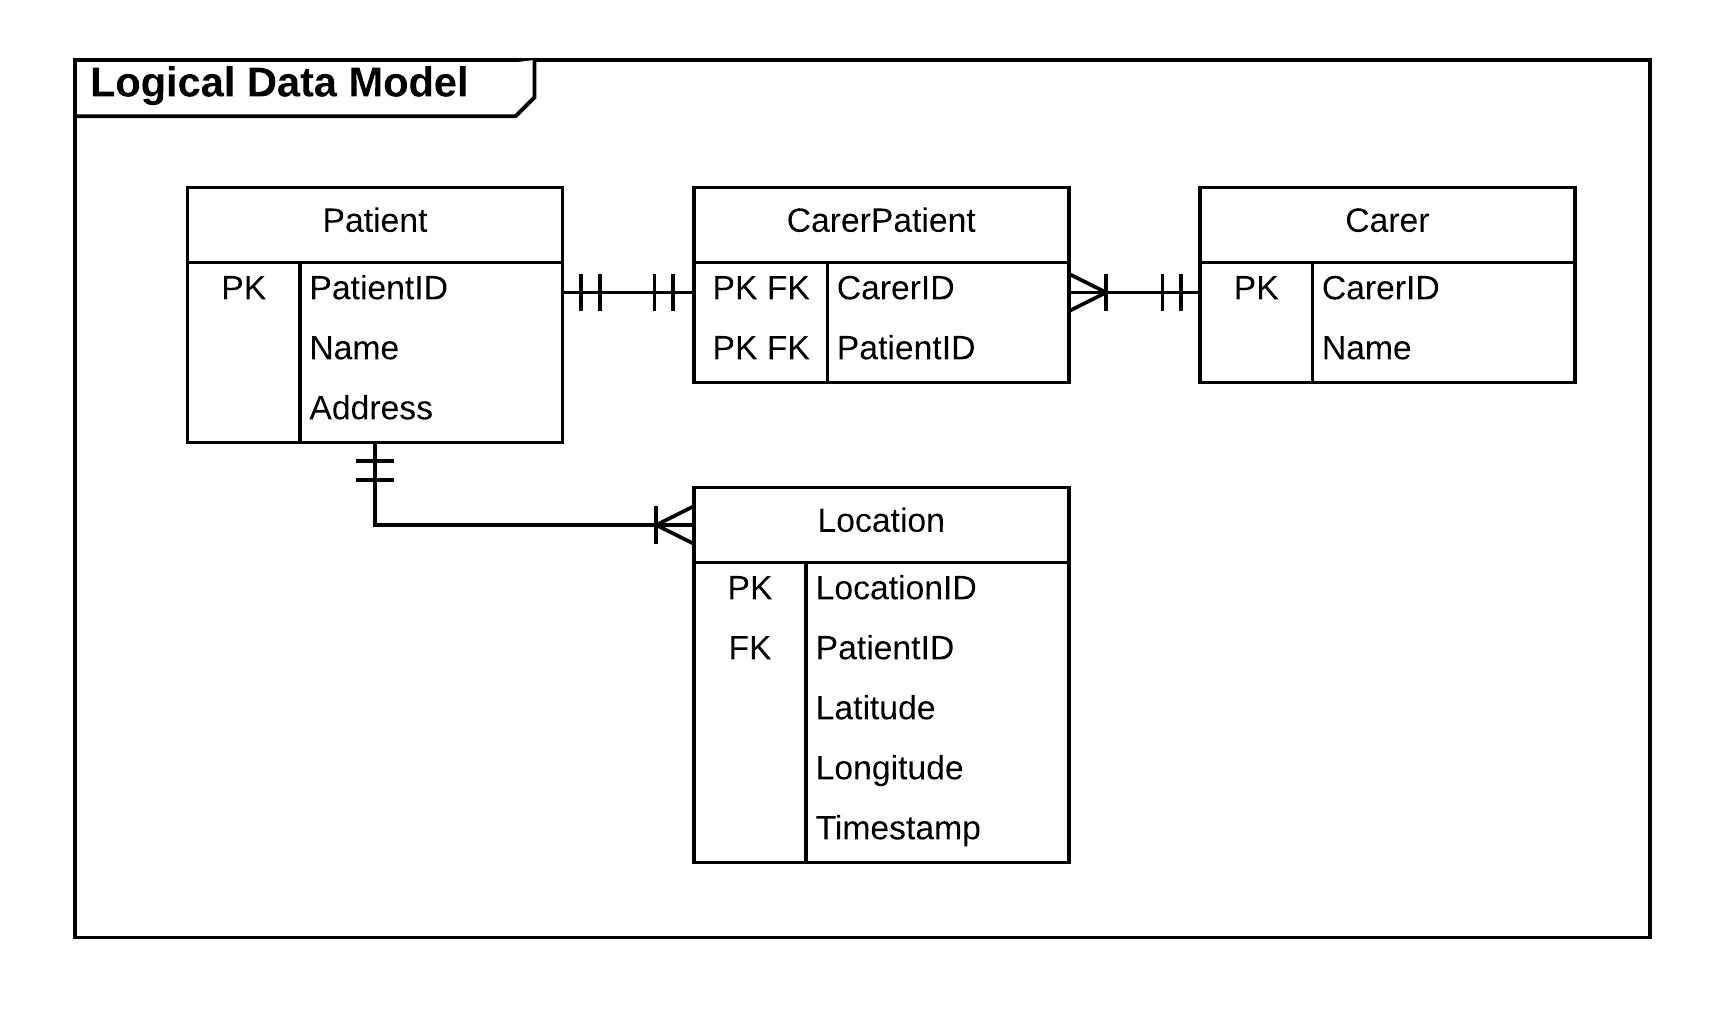 Logical Data Model
Patient
PK PatientID
Name
Address
CarerPatient
PK FK CarerID
PK FK PatientID
Carer
PK CarerID
Name
Location
PK LocationID
FK PatientID
Latitude
Longitude
Timestamp